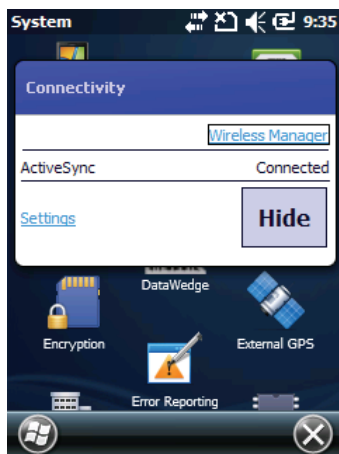 System 9:35
Connectivity
Wireless Manager
ActiveSync Connected
Settings Hide
DataWedge
Encryption External GPS
Error Reporting